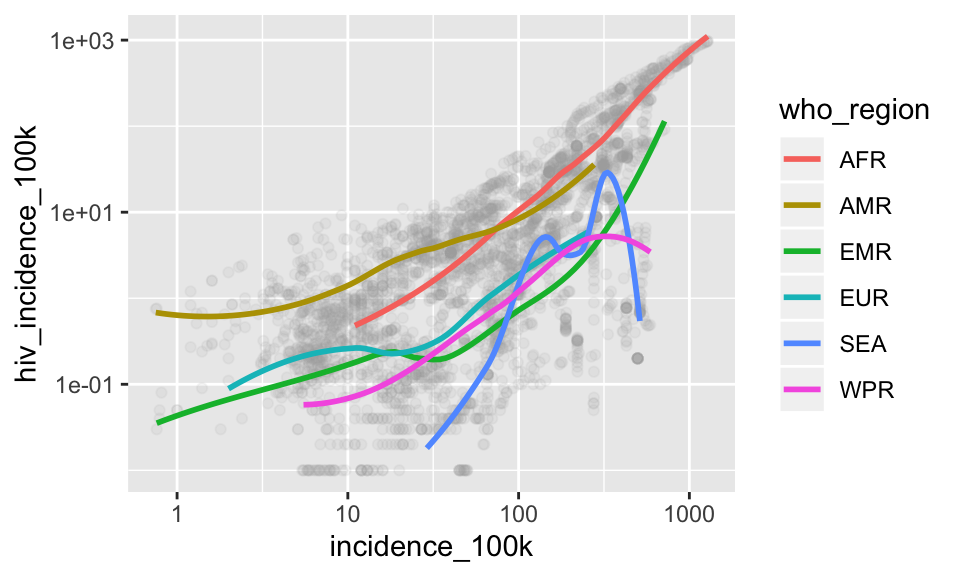 1e+03
1e+01
1e-01
hiv_incidence_100k
1
10
100
1000
incidence_100k
who_region
AFR
AMR
EMR
EUR
SEA
WPR